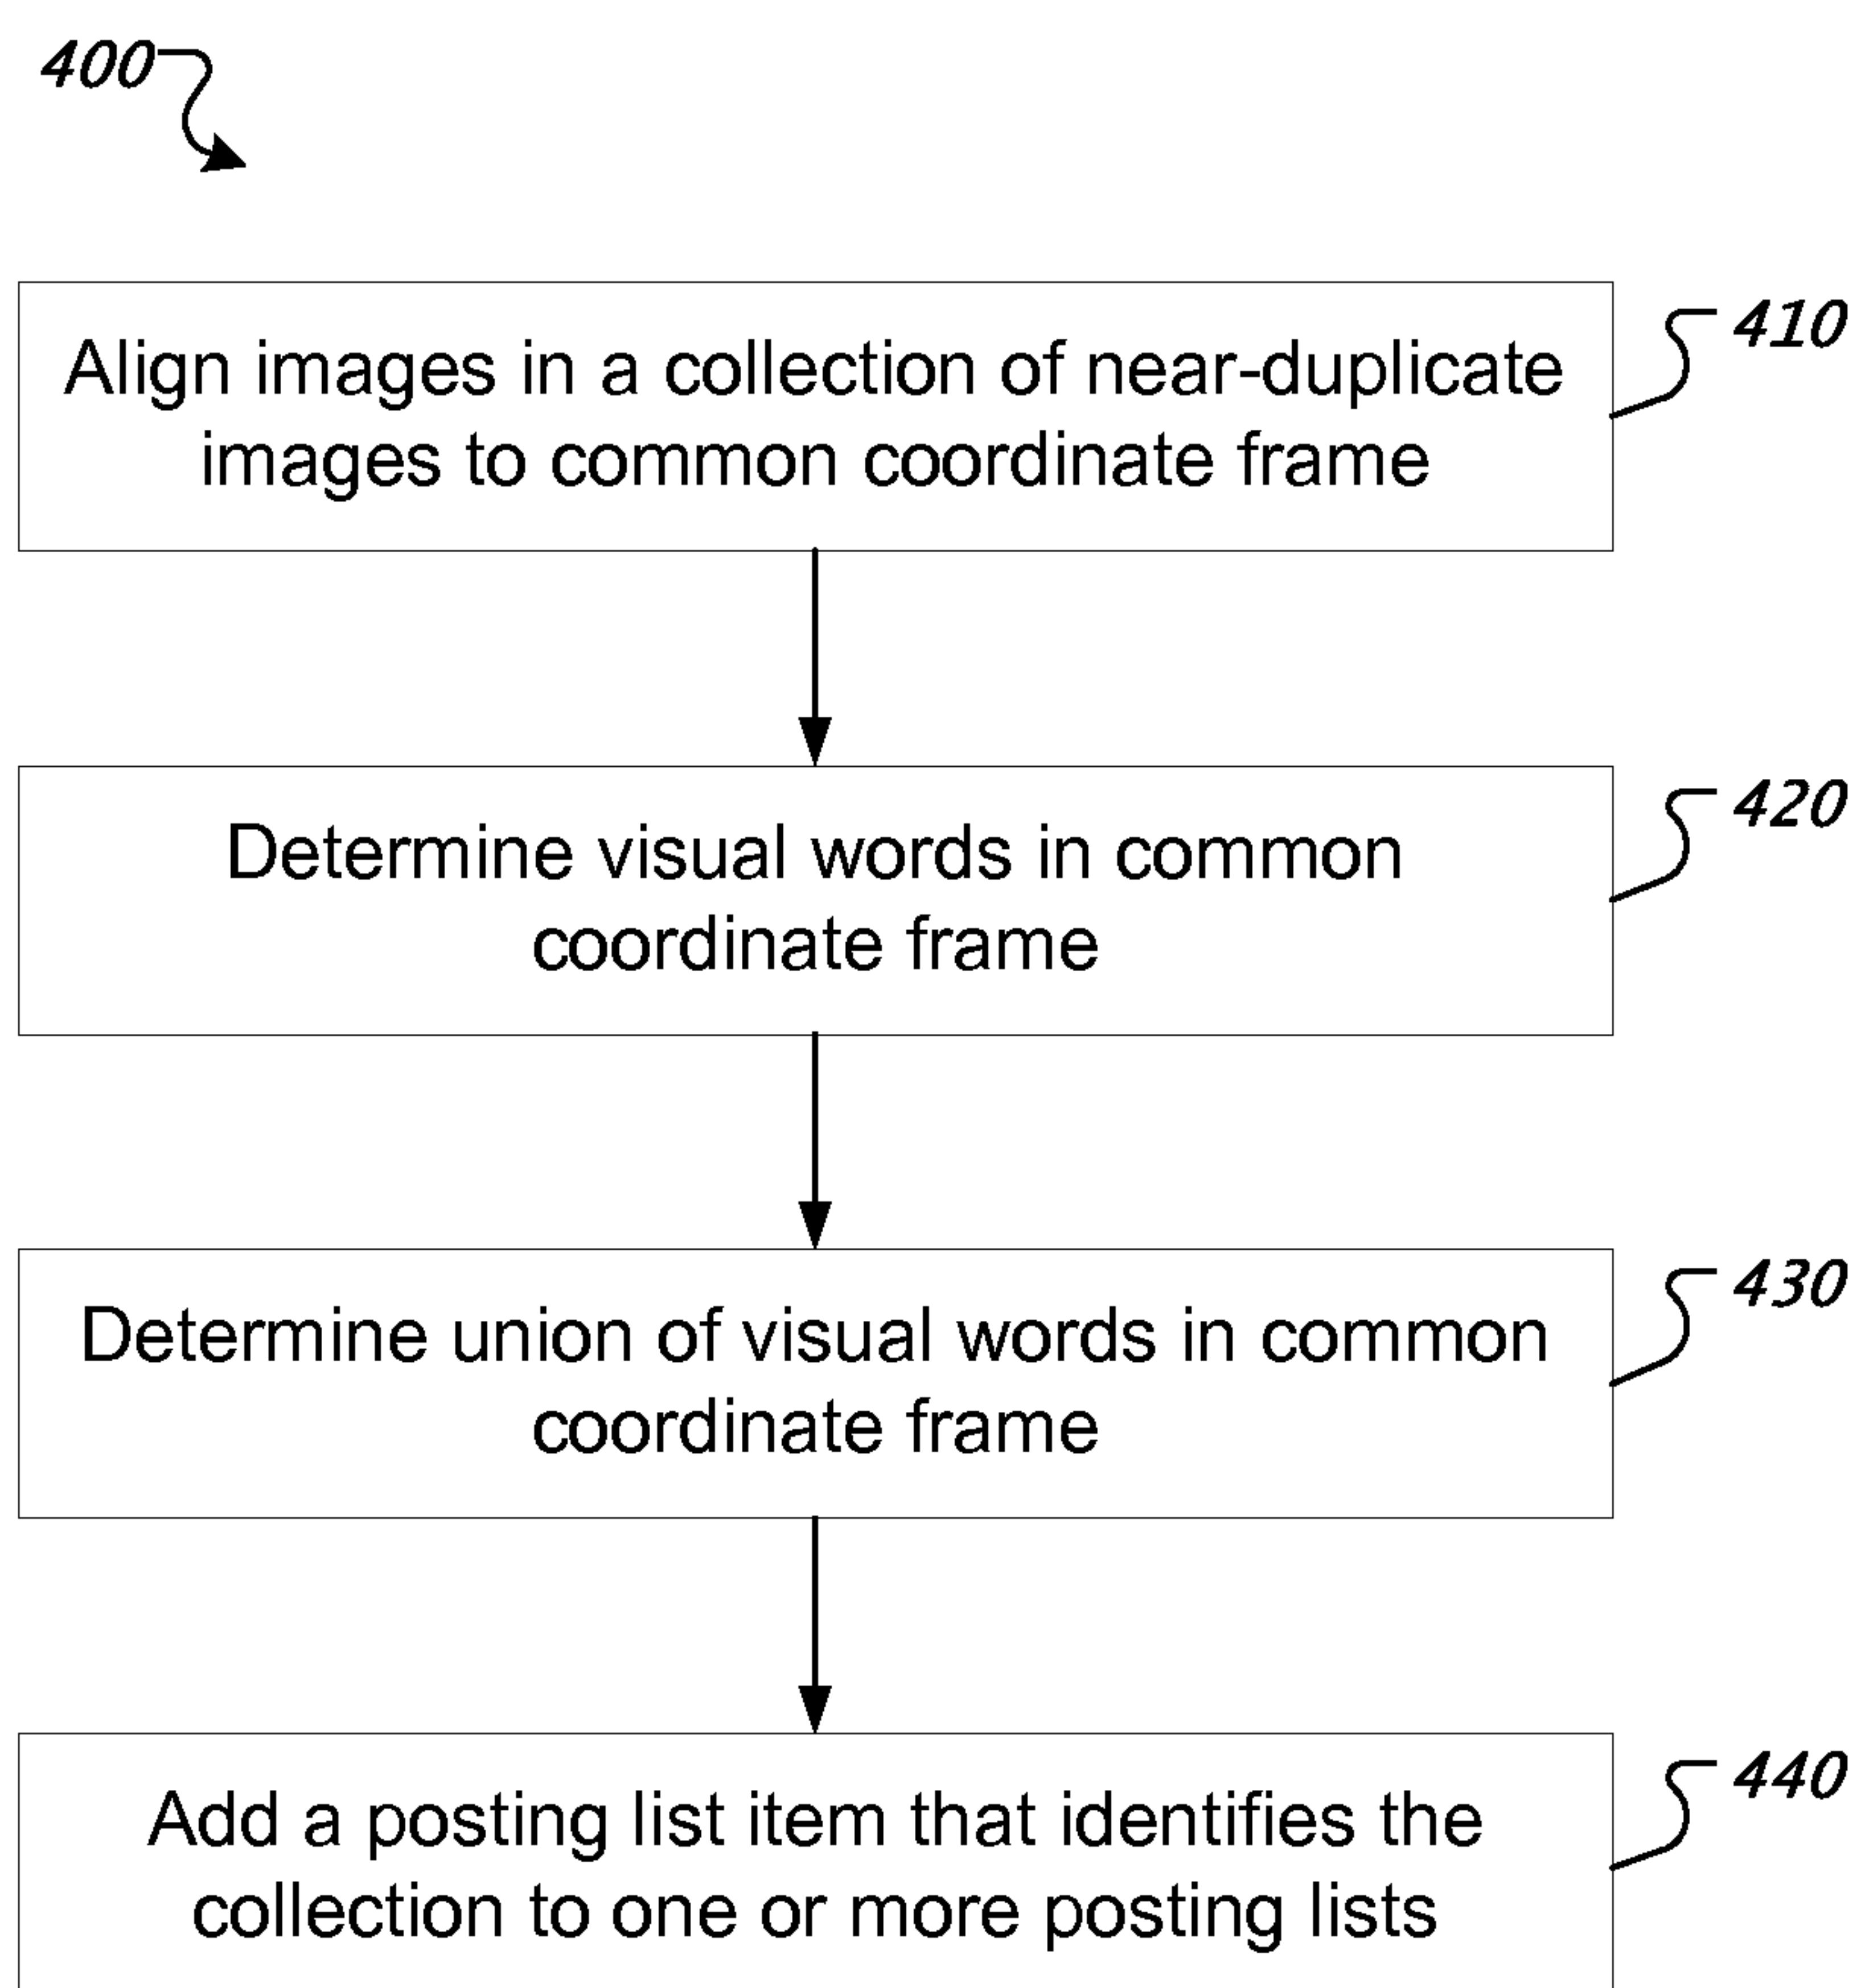 400
Align images in a collection of near-duplicate
images to common coordinate frame
410
Determine visual words in common
coordinate frame
420
Determine union of visual words in common
coordinate frame
430
Add a posting list item that identifies the
collection to one or more posting lists
440